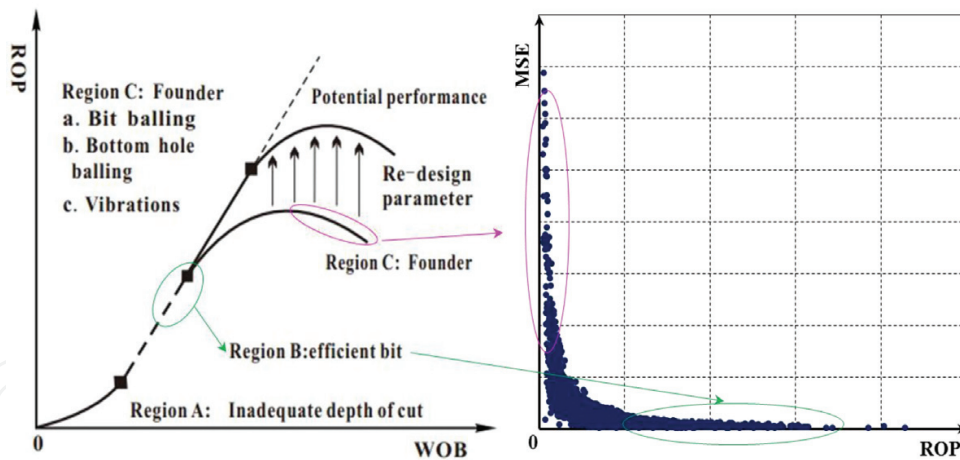 ROP
Region C: Founder
a. Bit balling
b. Bottom hole
balling
c. Vibrations
Potential performance
Re-design
parameter
Region C: Founder
Region B:efficient bit
Region A: Inadequate depth of cut
0
WOB
MSE
0
ROP